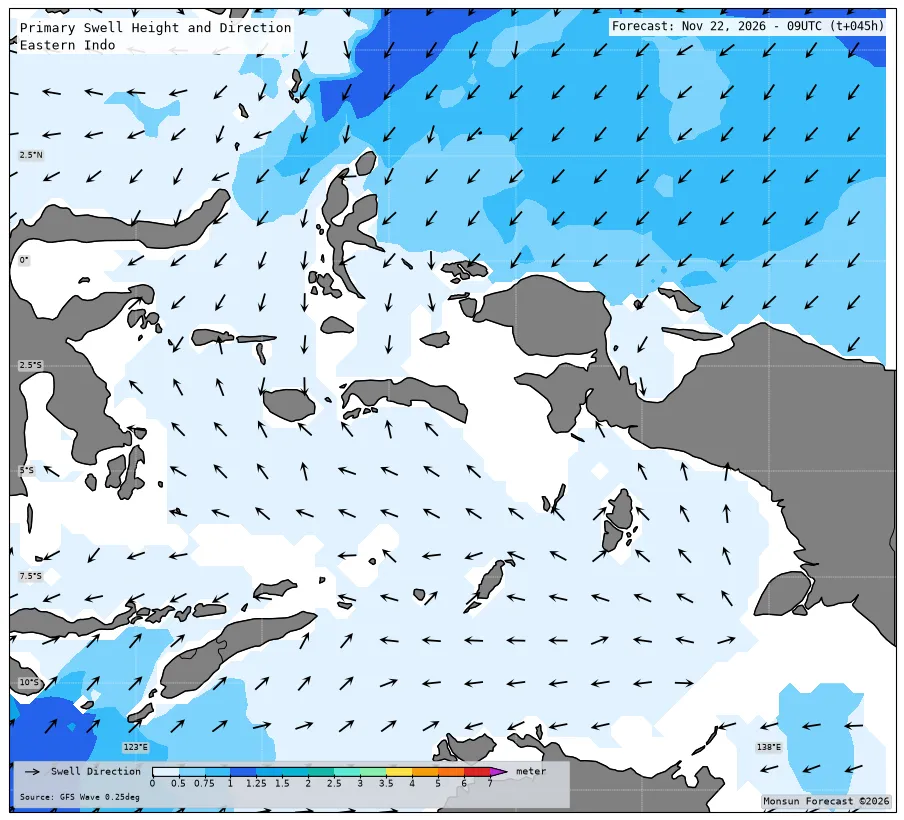 Primary Swell Height and Direction
Eastern Indo
Forecast: Nov 22, 2026 - 09UTC (t+045h)
2.5°N
0°
2.5°S
5°S
7.5°S
10°S
123°E
138°E
Swell Direction
0 0.5 0.75 1 1.25 1.5 2 2.5 3 3.5 4 5 6 7
meter
Source: GFS Wave 0.25deg
Monsun Forecast ©2026